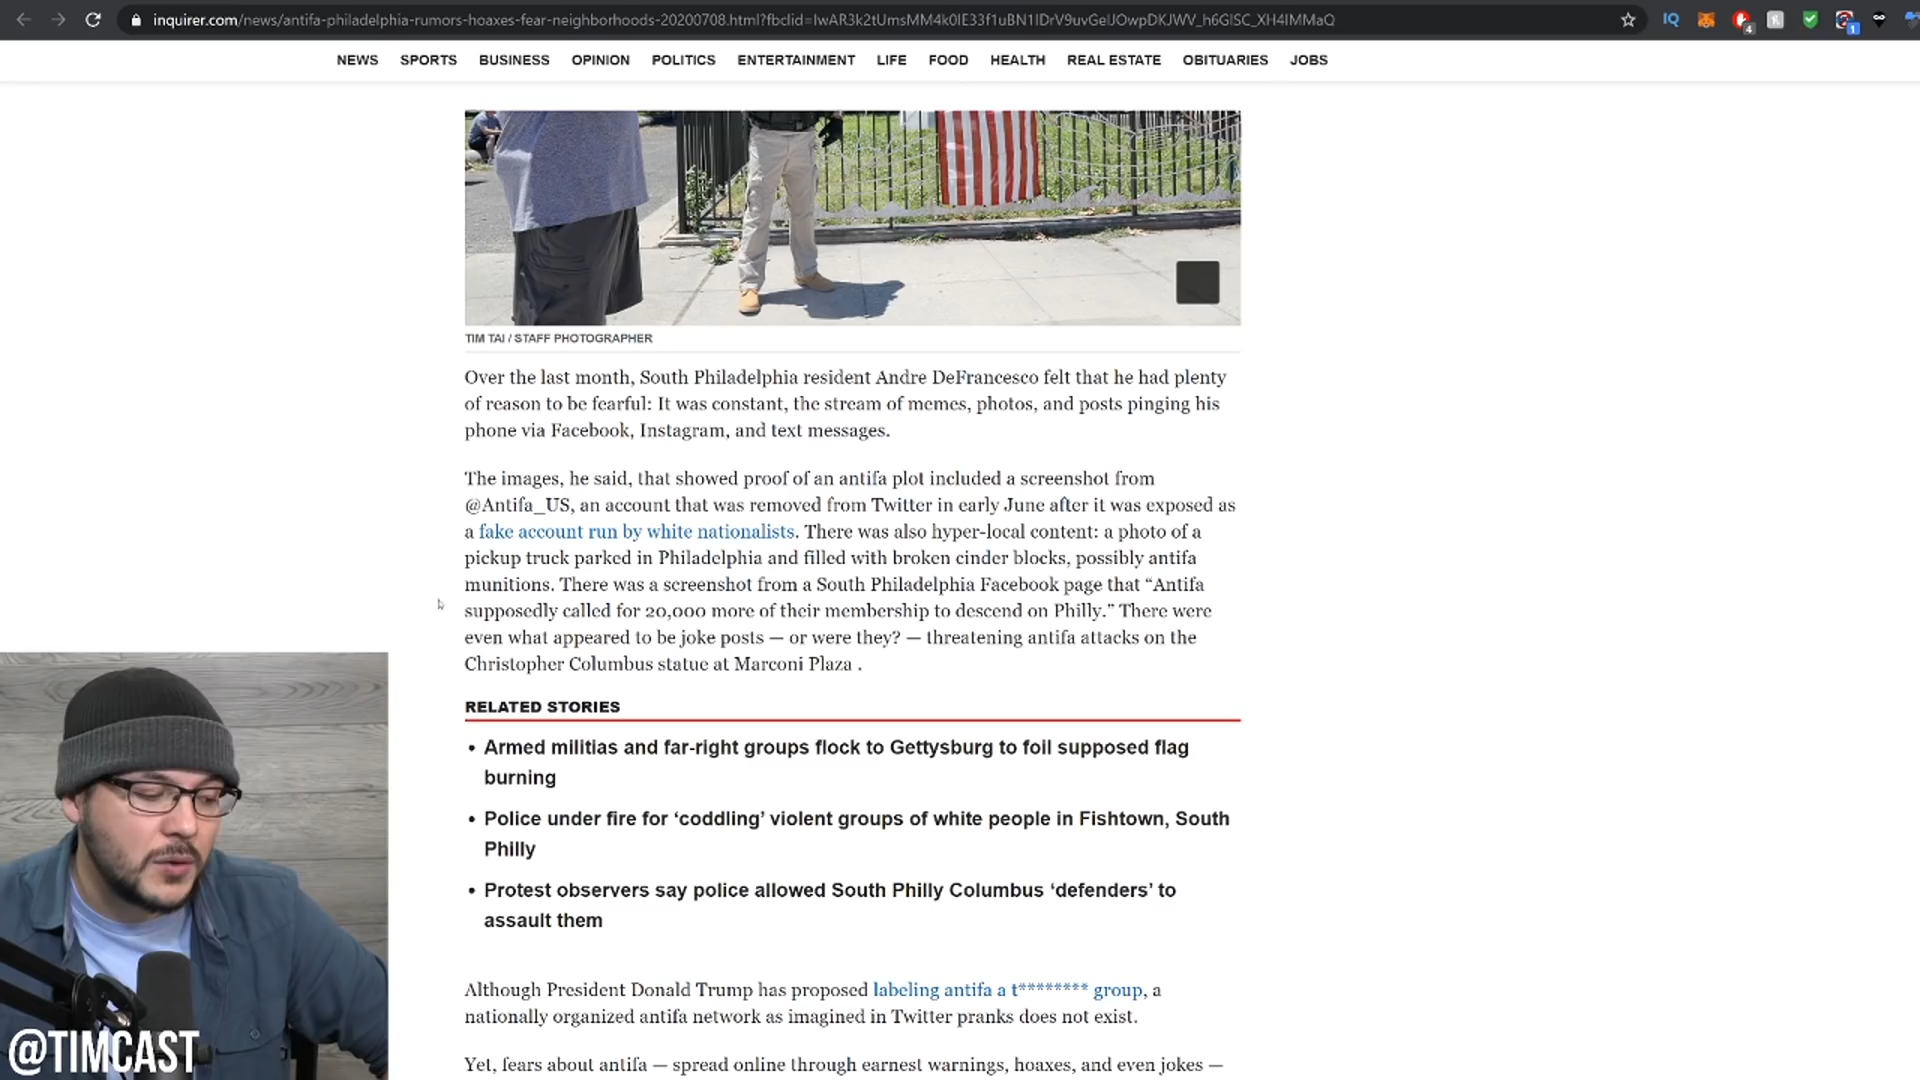 inquirer.com/news/antifa-philadelphia-rumors-hoaxes-fear-neighborhoods-20200708.html?fbclid=IwAR3k2tUmsMM4k0IE33f1uBN1IDrV9uvGeIJOwpDKJWV_h6GlSC_XH4IMMaQ
IQ 4 1
NEWS SPORTS BUSINESS OPINION POLITICS ENTERTAINMENT LIFE FOOD HEALTH REAL ESTATE OBITUARIES JOBS
TIM TAI / STAFF PHOTOGRAPHER
Over the last month, South Philadelphia resident Andre DeFrancesco felt that he had plenty
of reason to be fearful: It was constant, the stream of memes, photos, and posts pinging his
phone via Facebook, Instagram, and text messages.
The images, he said, that showed proof of an antifa plot included a screenshot from
@Antifa_US, an account that was removed from Twitter in early June after it was exposed as
a fake account run by white nationalists. There was also hyper-local content: a photo of a
pickup truck parked in Philadelphia and filled with broken cinder blocks, possibly antifa
munitions. There was a screenshot from a South Philadelphia Facebook page that “Antifa
supposedly called for 20,000 more of their membership to descend on Philly.” There were
even what appeared to be joke posts — or were they? — threatening antifa attacks on the
Christopher Columbus statue at Marconi Plaza .
RELATED STORIES
• Armed militias and far-right groups flock to Gettysburg to foil supposed flag
burning
• Police under fire for ‘coddling’ violent groups of white people in Fishtown, South
Philly
• Protest observers say police allowed South Philly Columbus ‘defenders’ to
assault them
Although President Donald Trump has proposed labeling antifa a t******** group, a
nationally organized antifa network as imagined in Twitter pranks does not exist.
Yet, fears about antifa — spread online through earnest warnings, hoaxes, and even jokes —
@TIMCAST